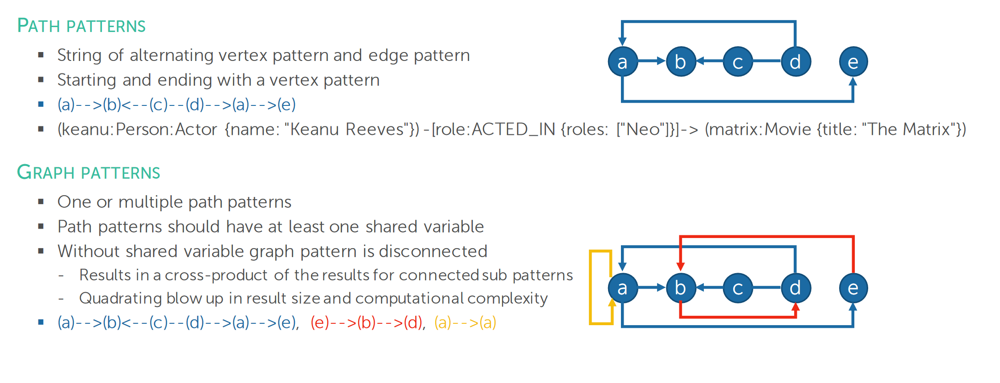 PATH PATTERNS
▪ String of alternating vertex pattern and edge pattern
▪ Starting and ending with a vertex pattern
▪ (a)-->(b)<--(c)--(d)-->(a)-->(e)
▪ (keanu:Person:Actor {name: "Keanu Reeves"}) -[role:ACTED_IN {roles: ["Neo"]}]-> (matrix:Movie {title: "The Matrix"})
a b c d e
GRAPH PATTERNS
▪ One or multiple path patterns
▪ Path patterns should have at least one shared variable
▪ Without shared variable graph pattern is disconnected
- Results in a cross-product of the results for connected sub patterns
- Quadrating blow up in result size and computational complexity
▪ (a)-->(b)<--(c)--(d)-->(a)-->(e), (e)-->(b)-->(d), (a)-->(a)
a b c d e